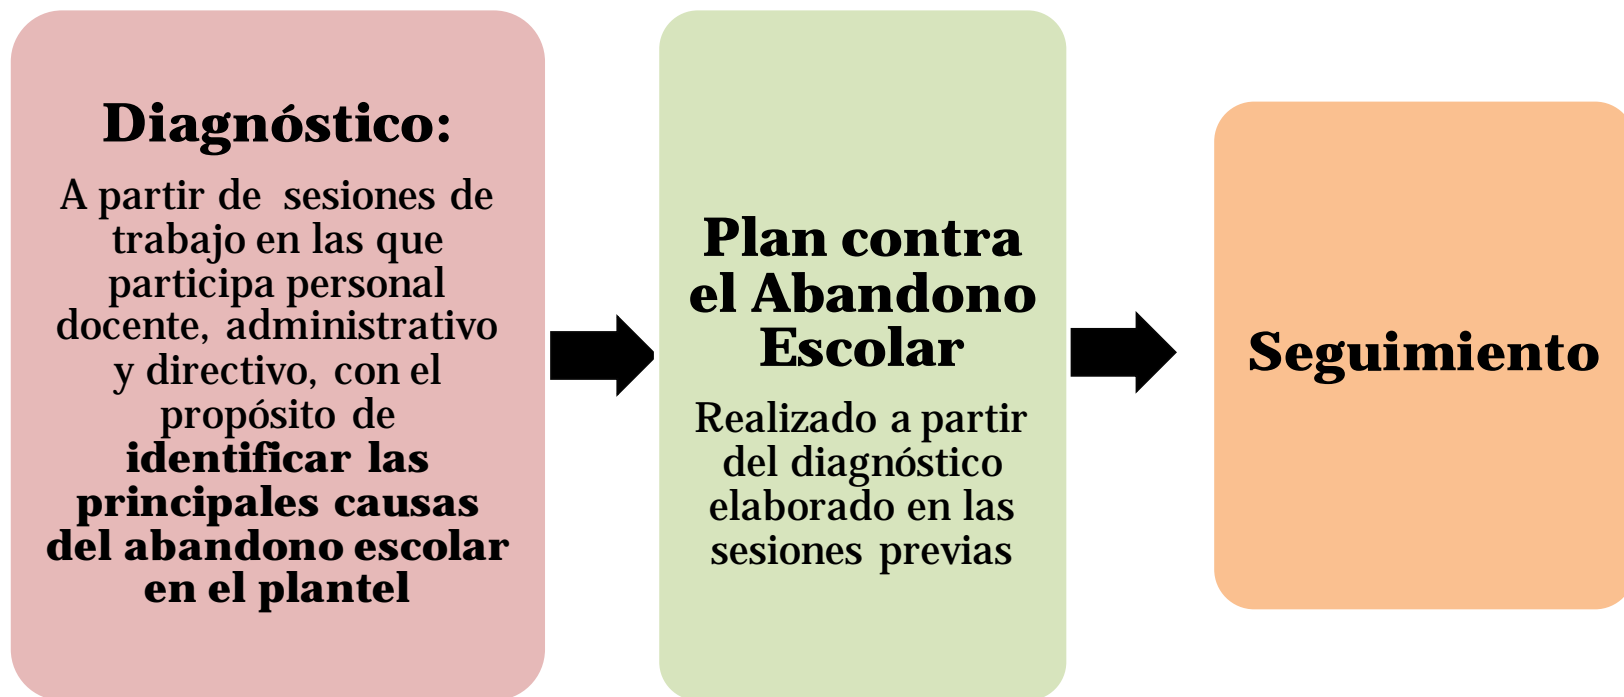 Diagnóstico:
A partir de sesiones de
trabajo en las que
participa personal
docente, administrativo
y directivo, con el
propósito de
identificar las
principales causas
del abandono escolar
en el plantel
Plan contra
el Abandono
Escolar
Realizado a partir
del diagnóstico
elaborado en las
sesiones previas
Seguimiento